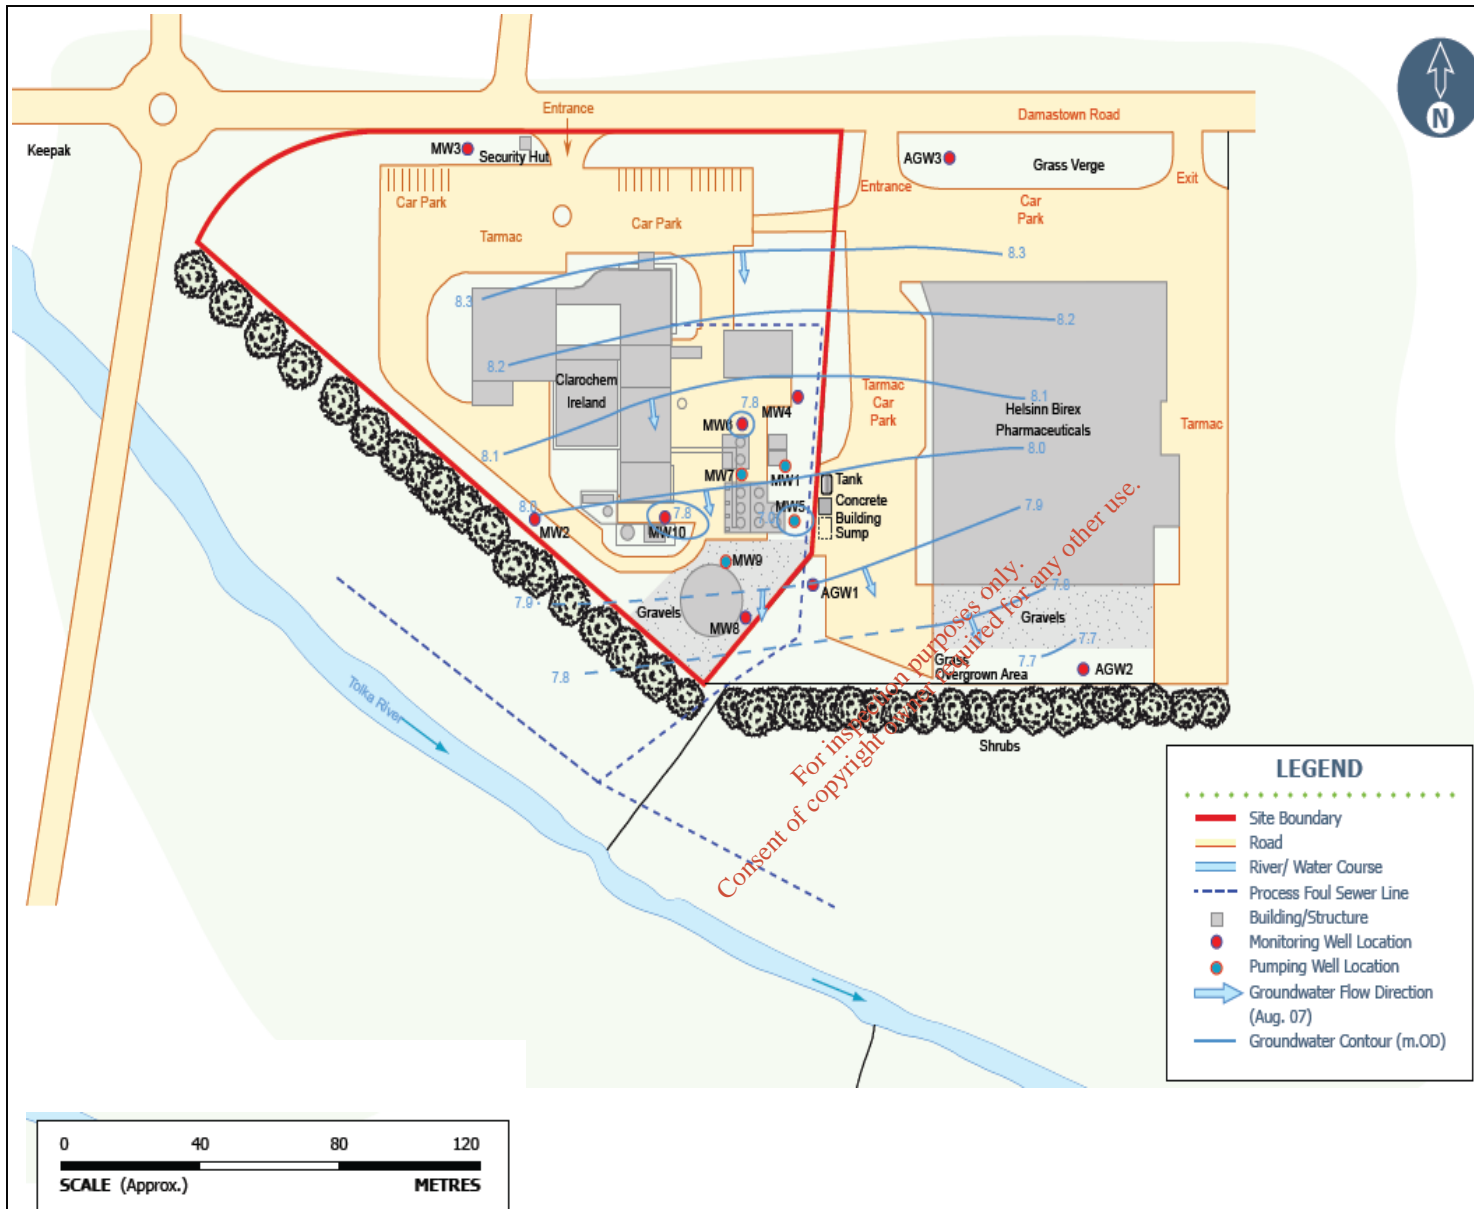 Entrance
Damastown Road
N
Keepak
MW3
Security Hut
AGW3
Grass Verge
Entrance
Exit
Car Park
Car Park
Car
Park
Tarmac
8.3
8.3
8.2
8.2
Clarochem
Ireland
7.8
MW4
MW6
Tarmac
Car
Park
8.1
Helsinn Birex
Pharmaceuticals
Tarmac
8.1
8.0
MW7
MW1
Tank
Concrete
Building
Sump
8.0
MW2
7.8
MW10
MW5
7.9
MW9
AGW1
7.9
Gravels
MW8
7.8
Gravels
7.8
7.7
7.7
Grass
Overgrown Area
AGW2
Tolka River
Shrubs
For inspection purposes only.
Consent of copyright owner required for any other use.
LEGEND
Site Boundary
Road
River/ Water Course
Process Foul Sewer Line
Building/Structure
Monitoring Well Location
Pumping Well Location
Groundwater Flow Direction
(Aug. 07)
Groundwater Contour (m.OD)
0 40 80 120
SCALE (Approx.) METRES